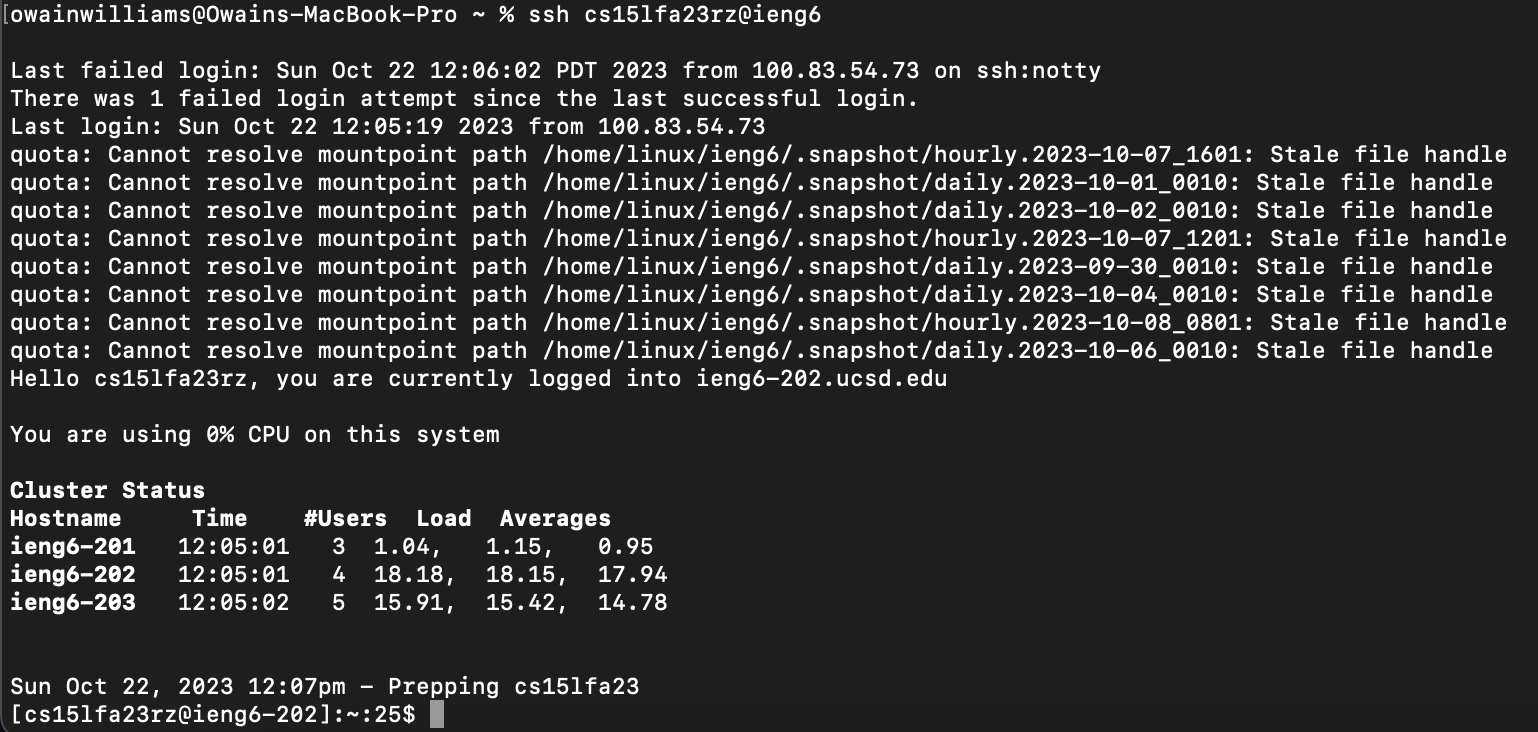 [owainwilliams@Owains-MacBook-Pro ~ % ssh cs15lfa23rz@ieng6
Last failed login: Sun Oct 22 12:06:02 PDT 2023 from 100.83.54.73 on ssh:notty
There was 1 failed login attempt since the last successful login.
Last login: Sun Oct 22 12:05:19 2023 from 100.83.54.73
quota: Cannot resolve mountpoint path /home/linux/ieng6/.snapshot/hourly.2023-10-07_1601: Stale file handle
quota: Cannot resolve mountpoint path /home/linux/ieng6/.snapshot/daily.2023-10-01_0010: Stale file handle
quota: Cannot resolve mountpoint path /home/linux/ieng6/.snapshot/daily.2023-10-02_0010: Stale file handle
quota: Cannot resolve mountpoint path /home/linux/ieng6/.snapshot/hourly.2023-10-07_1201: Stale file handle
quota: Cannot resolve mountpoint path /home/linux/ieng6/.snapshot/daily.2023-09-30_0010: Stale file handle
quota: Cannot resolve mountpoint path /home/linux/ieng6/.snapshot/daily.2023-10-04_0010: Stale file handle
quota: Cannot resolve mountpoint path /home/linux/ieng6/.snapshot/hourly.2023-10-08_0801: Stale file handle
quota: Cannot resolve mountpoint path /home/linux/ieng6/.snapshot/daily.2023-10-06_0010: Stale file handle
Hello cs15lfa23rz, you are currently logged into ieng6-202.ucsd.edu
You are using 0% CPU on this system
Cluster Status
Hostname     Time    #Users  Load  Averages
ieng6-201   12:05:01   3  1.04,   1.15,   0.95
ieng6-202   12:05:01   4  18.18,  18.15,  17.94
ieng6-203   12:05:02   5  15.91,  15.42,  14.78
Sun Oct 22, 2023 12:07pm - Prepping cs15lfa23
[cs15lfa23rz@ieng6-202]:~:25$